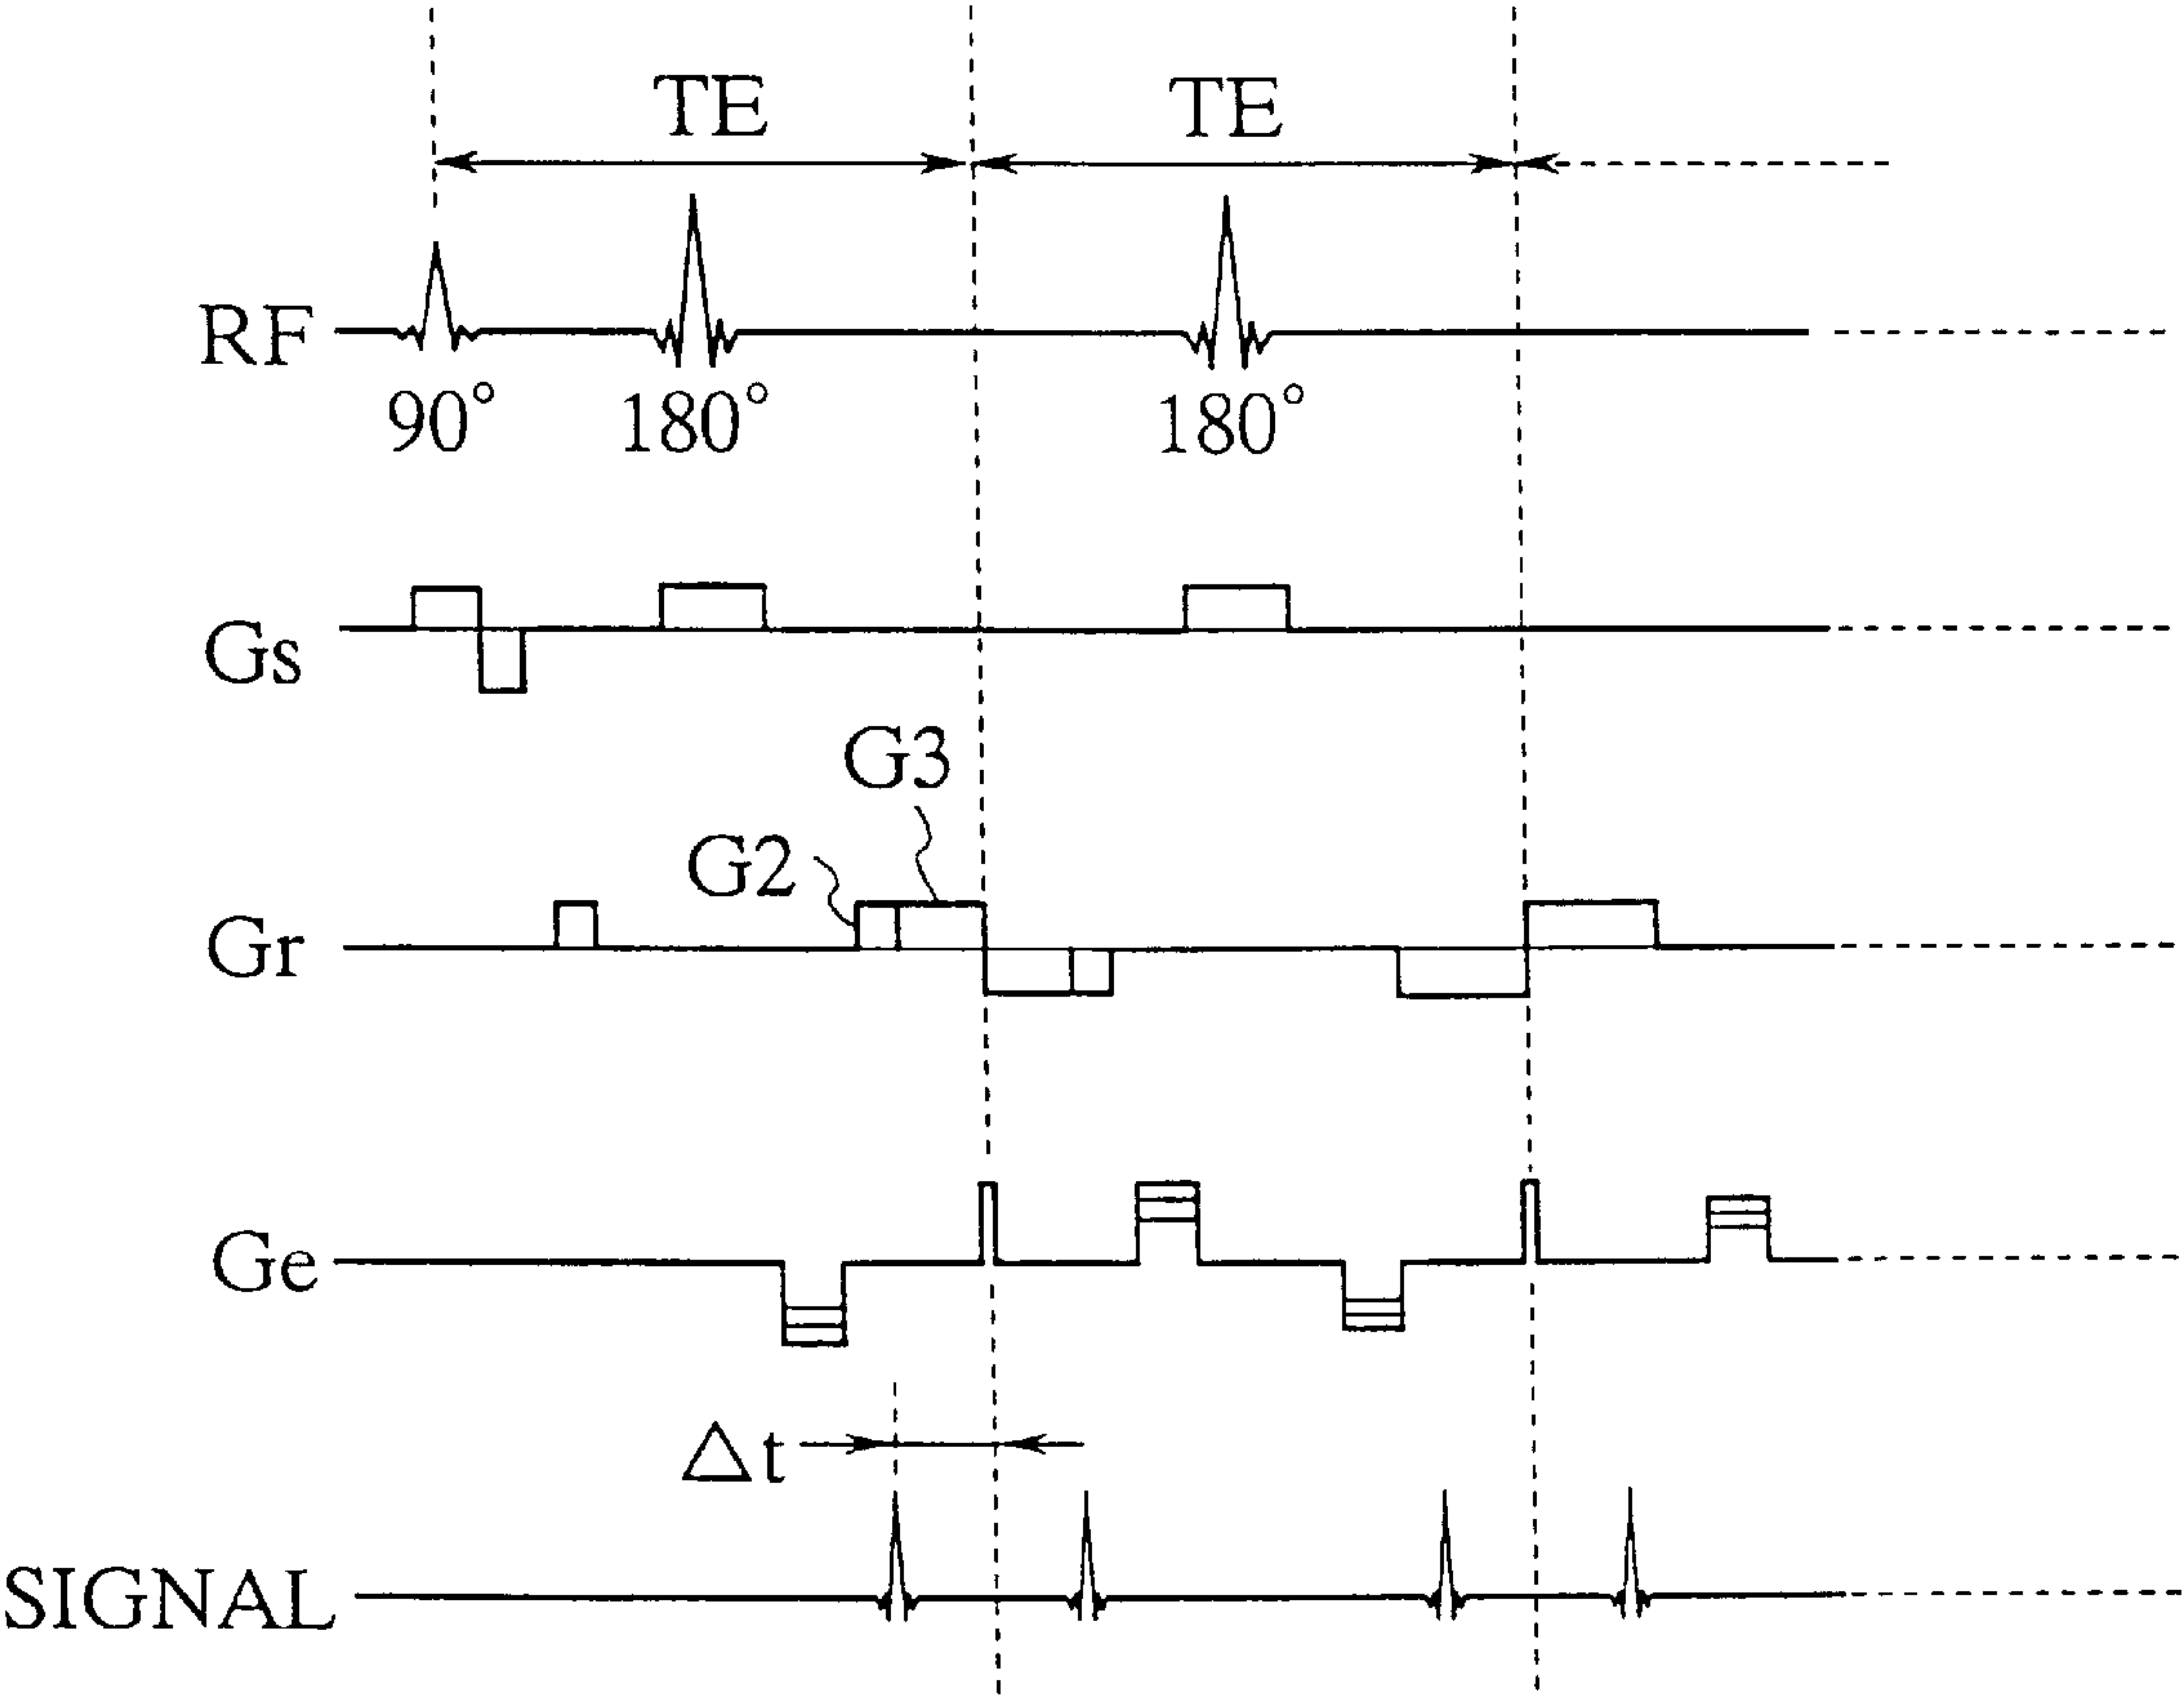 TE TE
RF
90° 180° 180°
Gs
G3
G2
Gr
Ge
Δt
SIGNAL